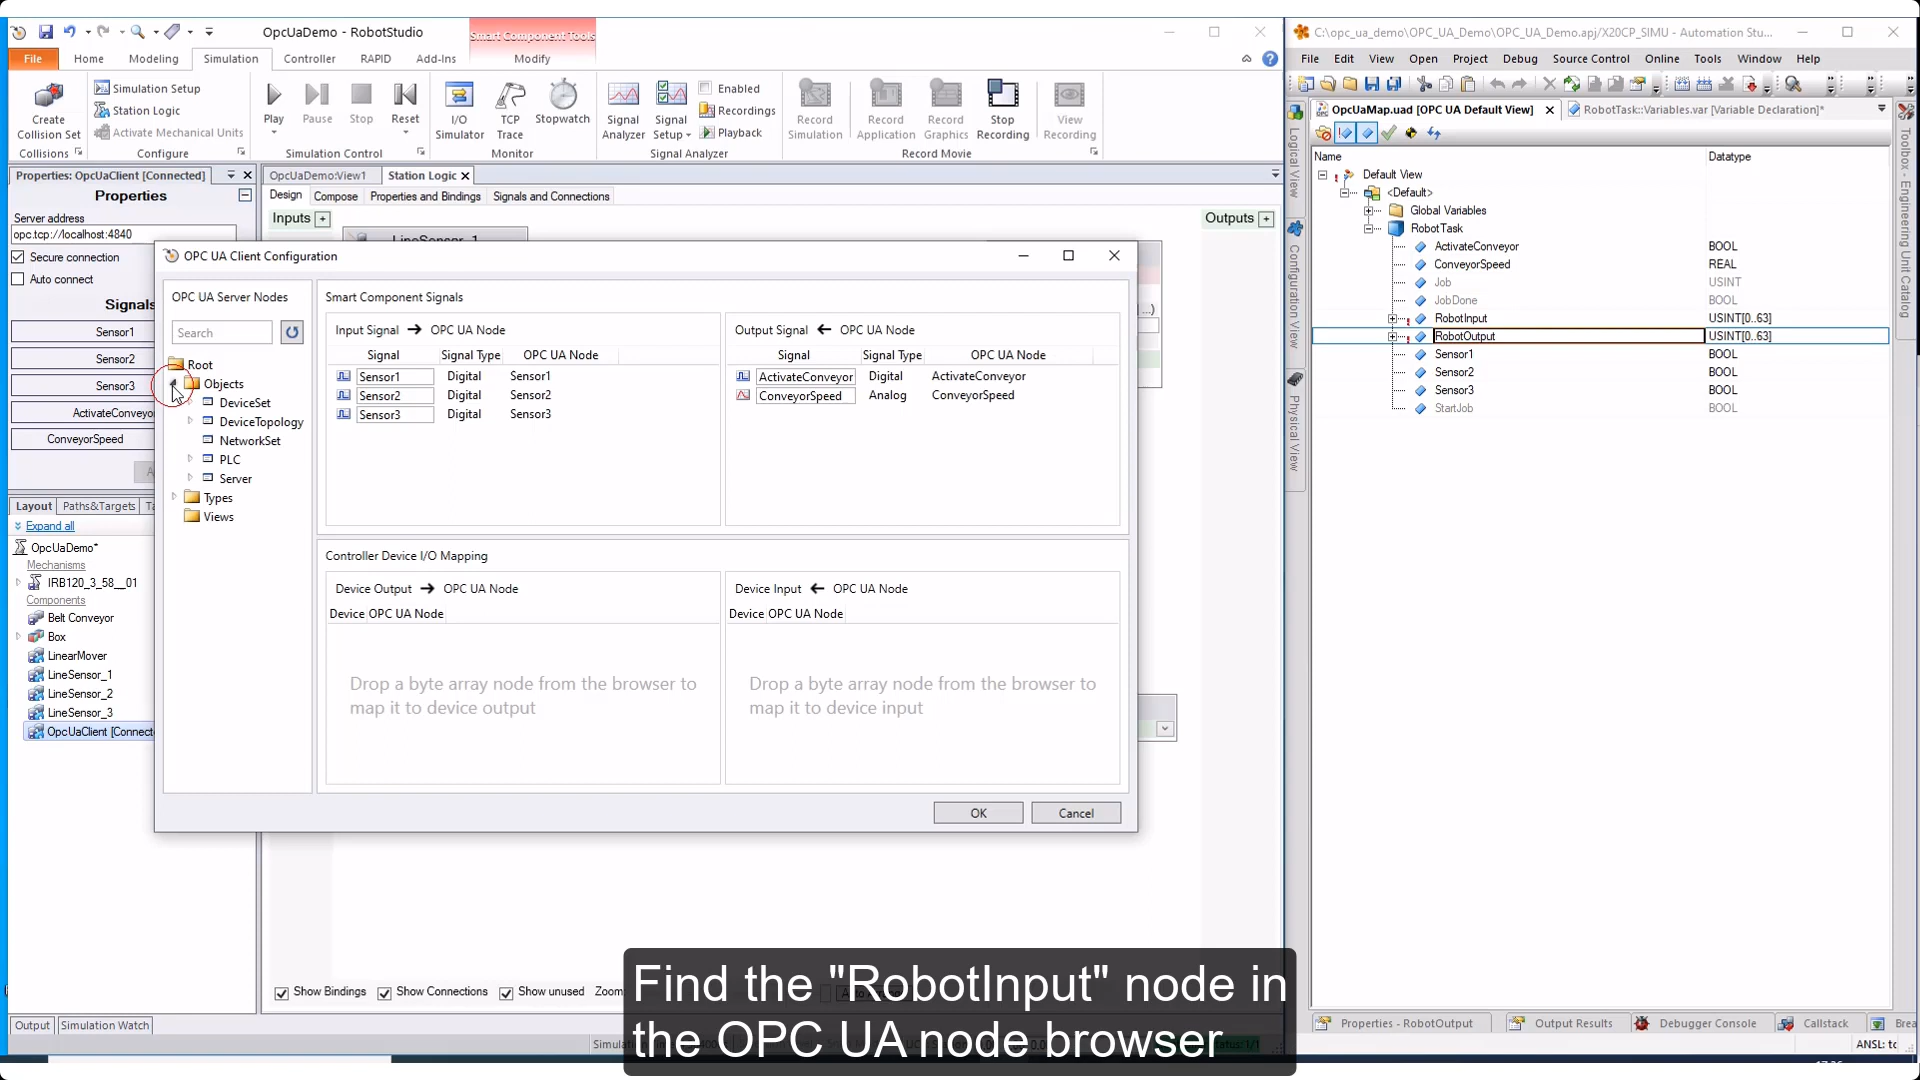 OpcUaDemo - RobotStudio
Smart Component Tools
File
Home
Modeling
Simulation
Controller
RAPID
Add-Ins
Modify
Create
Collision Set
Collisions
Simulation Setup
Station Logic
Activate Mechanical Units
Configure
Play
Pause
Stop
Reset
Simulation Control
I/O
Simulator
TCP
Trace
Stopwatch
Monitor
Signal
Analyzer
Signal
Setup
Enabled
Recordings
Playback
Signal Analyzer
Record
Simulation
Record
Application
Record
Graphics
Stop
Recording
View
Recording
Record Movie
Properties: OpcUaClient [Connected]
Properties
Server address
opc.tcp://localhost:4840
Secure connection
Auto connect
Signals
Sensor1
Sensor2
Sensor3
ActivateConveyor
ConveyorSpeed
Layout
Paths&Targets
Expand all
OpcUaDemo*
Mechanisms
IRB120_3_58__01
Components
Belt Conveyor
Box
LinearMover
LineSensor_1
LineSensor_2
LineSensor_3
OpcUaClient [Connecte
Output
Simulation Watch
OpcUaDemo:View1
Station Logic
Design
Compose
Properties and Bindings
Signals and Connections
Inputs
Outputs
LineSensor_1
OPC UA Client Configuration
OPC UA Server Nodes
Search
Root
Objects
DeviceSet
DeviceTopology
NetworkSet
PLC
Server
Types
Views
Smart Component Signals
Input Signal → OPC UA Node
Signal
Signal Type
OPC UA Node
Sensor1 Digital Sensor1
Sensor2 Digital Sensor2
Sensor3 Digital Sensor3
Output Signal ← OPC UA Node
Signal
Signal Type
OPC UA Node
ActivateConveyor Digital ActivateConveyor
ConveyorSpeed Analog ConveyorSpeed
Controller Device I/O Mapping
Device Output → OPC UA Node
Device OPC UA Node
Drop a byte array node from the browser to
map it to device output
Device Input ← OPC UA Node
Device OPC UA Node
Drop a byte array node from the browser to
map it to device input
OK
Cancel
Show Bindings
Show Connections
Show unused
Zoom:
C:\opc_ua_demo\OPC_UA_Demo\OPC_UA_Demo.apj/X20CP_SIMU - Automation Stu...
File
Edit
View
Open
Project
Debug
Source Control
Online
Tools
Window
Help
OpcUaMap.uad [OPC UA Default View]
RobotTask::Variables.var [Variable Declaration]*
Logical View
Configuration View
Physical View
Toolbox - Engineering Unit Catalog
Name
Datatype
Default View
<Default>
Global Variables
RobotTask
ActivateConveyor BOOL
ConveyorSpeed REAL
Job USINT
JobDone BOOL
RobotInput USINT[0..63]
RobotOutput USINT[0..63]
Sensor1 BOOL
Sensor2 BOOL
Sensor3 BOOL
StartJob BOOL
Properties - RobotOutput
Output Results
Debugger Console
Callstack
Brea
ANSL: tc
Find the "RobotInput" node in
the OPC UA node browser